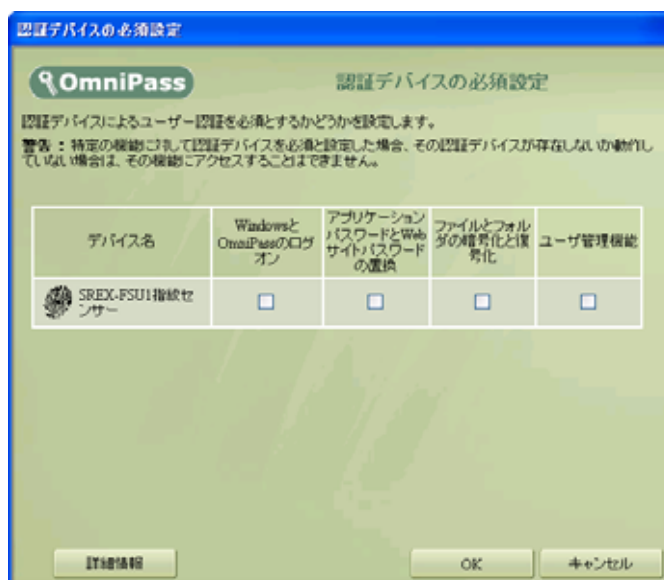 認証デバイスの必須設定
OmniPass
認証デバイスの必須設定
認証デバイスによるユーザー認証を必須とするかどうかを設定します。
警告 : 特定の機能に対して認証デバイスを必須と設定した場合、その認証デバイスが存在しないか動作し
ていない場合は、その機能にアクセスすることはできません。
デバイス名
Windowsと
OmniPassのログ
オン
アプリケーション
パスワードとWeb
サイトパスワード
の置換
ファイルとフォル
ダの暗号化と復
号化
ユーザ管理機能
SREX-FSU1指紋セ
ンサー
詳細情報
OK
キャンセル